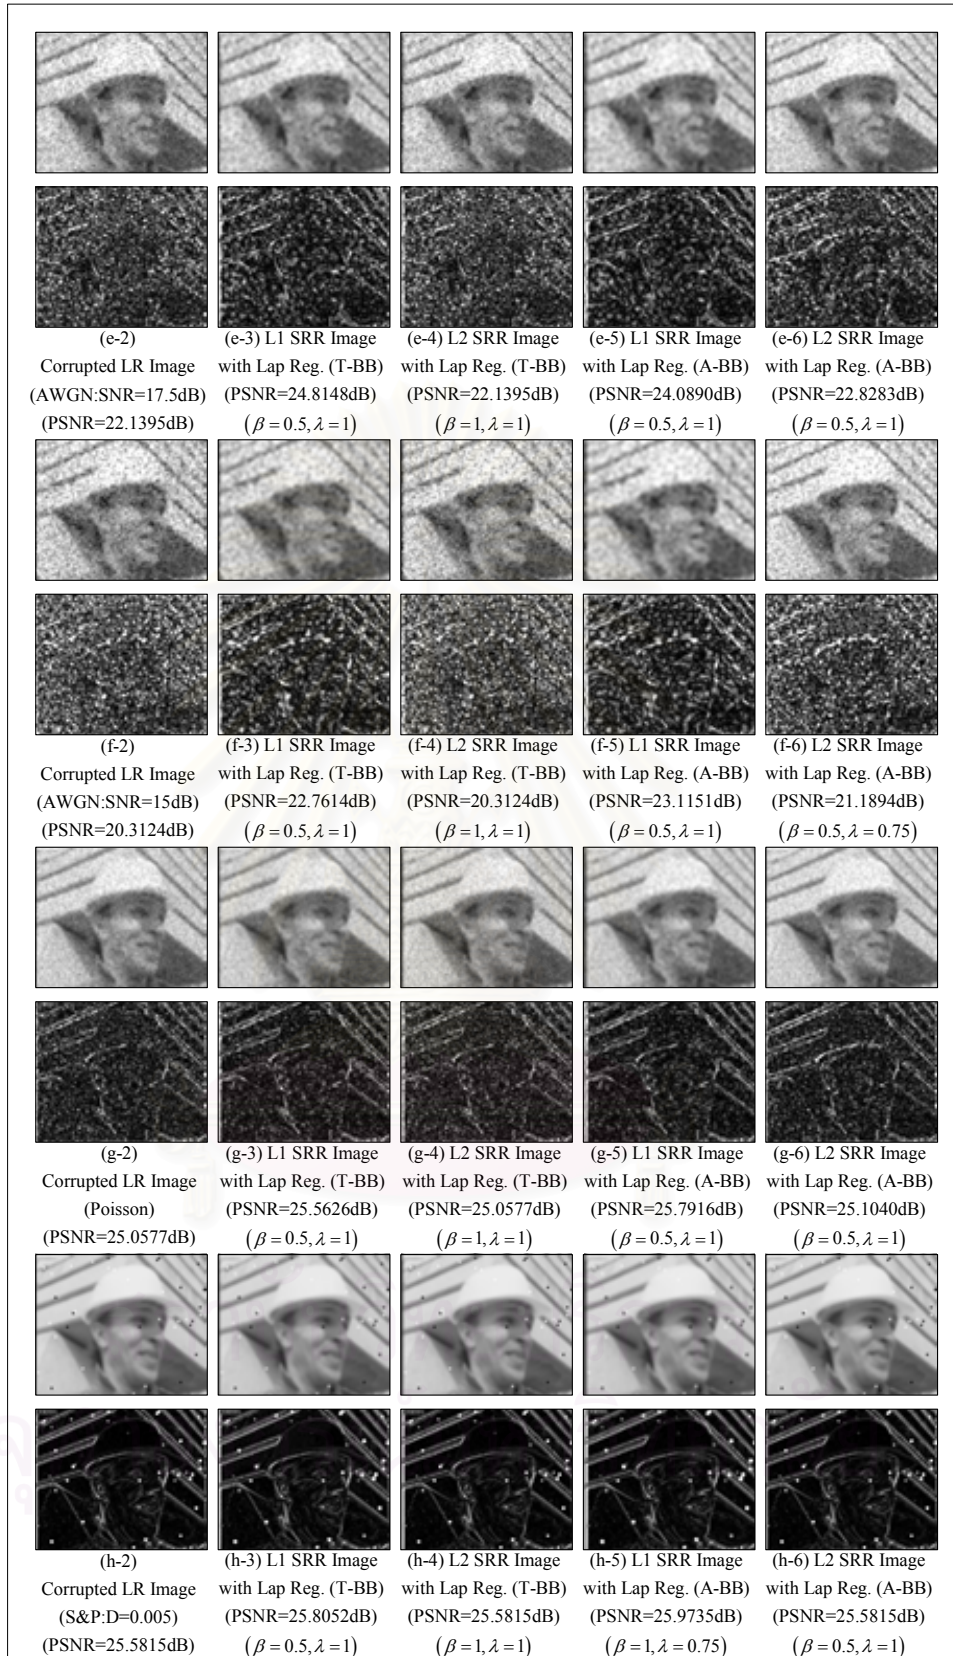 (e-2)
Corrupted LR Image
(AWGN:SNR=17.5dB)
(PSNR=22.1395dB)
(e-3) L1 SRR Image
with Lap Reg. (T-BB)
(PSNR=24.8148dB)
(β = 0.5, λ = 1)
(e-4) L2 SRR Image
with Lap Reg. (T-BB)
(PSNR=22.1395dB)
(β = 1, λ = 1)
(e-5) L1 SRR Image
with Lap Reg. (A-BB)
(PSNR=24.0890dB)
(β = 0.5, λ = 1)
(e-6) L2 SRR Image
with Lap Reg. (A-BB)
(PSNR=22.8283dB)
(β = 0.5, λ = 1)
(f-2)
Corrupted LR Image
(AWGN:SNR=15dB)
(PSNR=20.3124dB)
(f-3) L1 SRR Image
with Lap Reg. (T-BB)
(PSNR=22.7614dB)
(β = 0.5, λ = 1)
(f-4) L2 SRR Image
with Lap Reg. (T-BB)
(PSNR=20.3124dB)
(β = 1, λ = 1)
(f-5) L1 SRR Image
with Lap Reg. (A-BB)
(PSNR=23.1151dB)
(β = 0.5, λ = 1)
(f-6) L2 SRR Image
with Lap Reg. (A-BB)
(PSNR=21.1894dB)
(β = 0.5, λ = 0.75)
(g-2)
Corrupted LR Image
(Poisson)
(PSNR=25.0577dB)
(g-3) L1 SRR Image
with Lap Reg. (T-BB)
(PSNR=25.5626dB)
(β = 0.5, λ = 1)
(g-4) L2 SRR Image
with Lap Reg. (T-BB)
(PSNR=25.0577dB)
(β = 1, λ = 1)
(g-5) L1 SRR Image
with Lap Reg. (A-BB)
(PSNR=25.7916dB)
(β = 0.5, λ = 1)
(g-6) L2 SRR Image
with Lap Reg. (A-BB)
(PSNR=25.1040dB)
(β = 0.5, λ = 1)
(h-2)
Corrupted LR Image
(S&P:D=0.005)
(PSNR=25.5815dB)
(h-3) L1 SRR Image
with Lap Reg. (T-BB)
(PSNR=25.8052dB)
(β = 0.5, λ = 1)
(h-4) L2 SRR Image
with Lap Reg. (T-BB)
(PSNR=25.5815dB)
(β = 1, λ = 1)
(h-5) L1 SRR Image
with Lap Reg. (A-BB)
(PSNR=25.9735dB)
(β = 1, λ = 0.75)
(h-6) L2 SRR Image
with Lap Reg. (A-BB)
(PSNR=25.5815dB)
(β = 0.5, λ = 1)